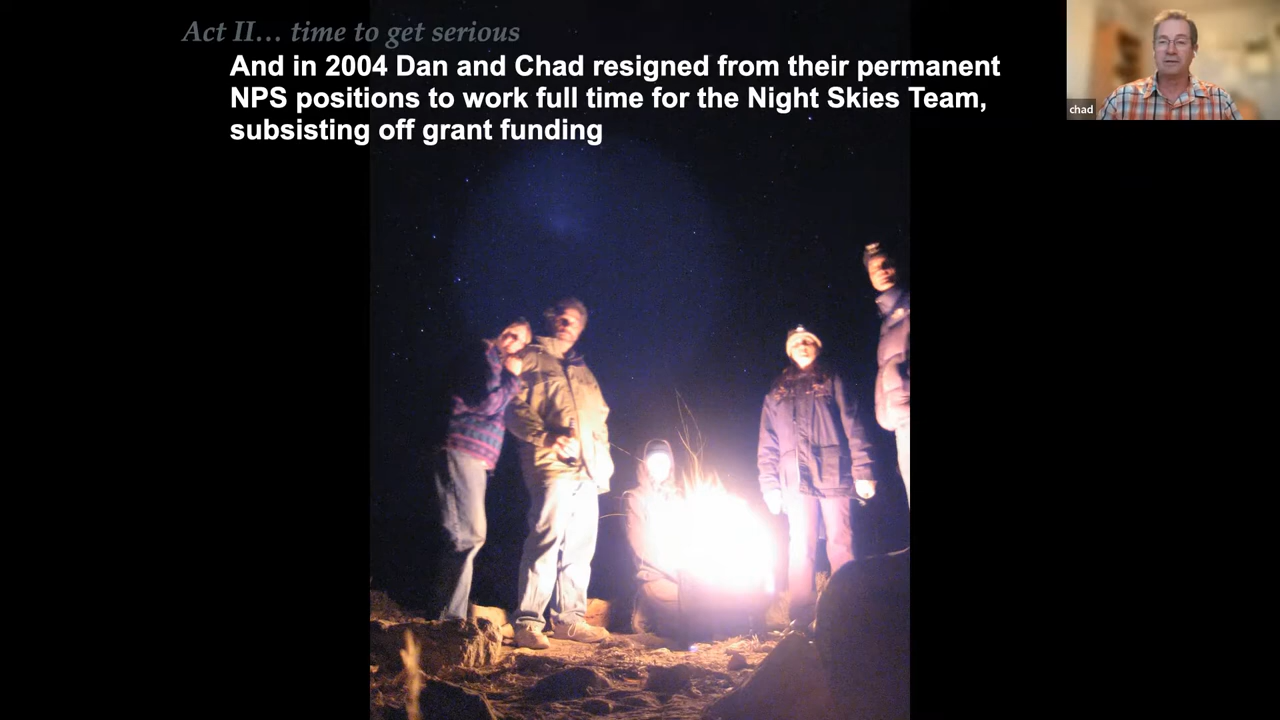 Act II... time to get serious
And in 2004 Dan and Chad resigned from their permanent
NPS positions to work full time for the Night Skies Team,
subsisting off grant funding
chad